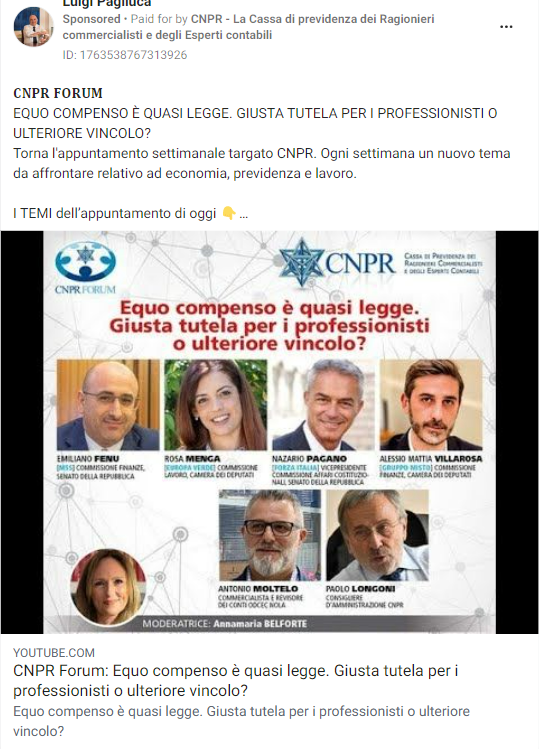 Luigi Pagliuca
Sponsored • Paid for by CNPR - La Cassa di previdenza dei Ragionieri
commercialisti e degli Esperti contabili
ID: 1763538767313926
CNPR FORUM
EQUO COMPENSO È QUASI LEGGE. GIUSTA TUTELA PER I PROFESSIONISTI O
ULTERIORE VINCOLO?
Torna l'appuntamento settimanale targato CNPR. Ogni settimana un nuovo tema
da affrontare relativo ad economia, previdenza e lavoro.
I TEMI dell'appuntamento di oggi 👇 ...
CNPR FORUM
CNPR
CASSA DI PREVIDENZA DEI
RAGIONIERI COMMERCIALISTI
E DEGLI ESPERTI CONTABILI
Equo compenso è quasi legge.
Giusta tutela per i professionisti
o ulteriore vincolo?
EMILIANO FENU
[M5S] COMMISSIONE FINANZE,
SENATO DELLA REPUBBLICA
ROSA MENGA
[EUROPA VERDE] COMMISSIONE
LAVORO, CAMERA DEI DEPUTATI
NAZARIO PAGANO
[FORZA ITALIA] VICEPRESIDENTE
COMMISSIONE AFFARI COSTITUZIO-
NALI, SENATO DELLA REPUBBLICA
ALESSIO MATTIA VILLAROSA
[GRUPPO MISTO] COMMISSIONE
FINANZE, CAMERA DEI DEPUTATI
ANTONIO MOLTELO
COMMERCIALISTA E REVISORE
DEI CONTI ODCEC NOLA
PAOLO LONGONI
CONSIGLIERE
D'AMMINISTRAZIONE CNPR
MODERATRICE: Annamaria BELFORTE
YOUTUBE.COM
CNPR Forum: Equo compenso è quasi legge. Giusta tutela per i
professionisti o ulteriore vincolo?
Equo compenso è quasi legge. Giusta tutela per i professionisti o ulteriore
vincolo?